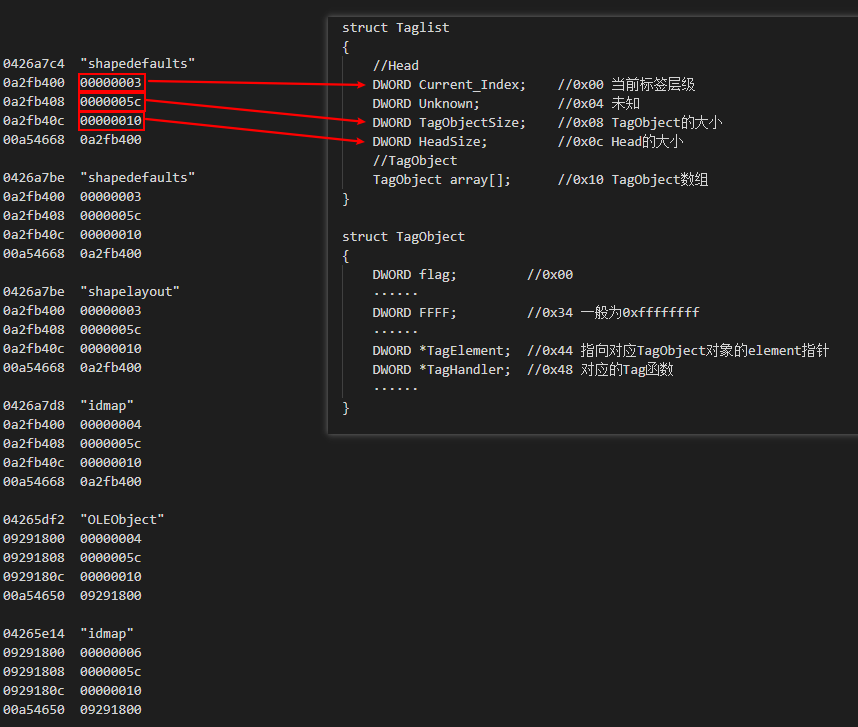 0426a7c4 "shapedefaults"
0a2fb400 00000003
0a2fb408 0000005c
0a2fb40c 00000010
00a54668 0a2fb400
0426a7be "shapedefaults"
0a2fb400 00000003
0a2fb408 0000005c
0a2fb40c 00000010
00a54668 0a2fb400
0426a7be "shapelayout"
0a2fb400 00000003
0a2fb408 0000005c
0a2fb40c 00000010
00a54668 0a2fb400
0426a7d8 "idmap"
0a2fb400 00000004
0a2fb408 0000005c
0a2fb40c 00000010
00a54668 0a2fb400
04265df2 "OLEObject"
09291800 00000004
09291808 0000005c
0929180c 00000010
00a54650 09291800
04265e14 "idmap"
09291800 00000006
09291808 0000005c
0929180c 00000010
00a54650 09291800
struct Taglist
{
//Head
DWORD Current_Index; //0x00 当前标签层级
DWORD Unknown; //0x04 未知
DWORD TagObjectSize; //0x08 TagObject的大小
DWORD HeadSize; //0x0c Head的大小
//TagObject
TagObject array[]; //0x10 TagObject数组
}
struct TagObject
{
DWORD flag; //0x00
······
DWORD FFFF; //0x34 一般为0xffffffff
······
DWORD *TagElement; //0x44 指向对应TagObject对象的element指针
DWORD *TagHandler; //0x48 对应的Tag函数
······
}